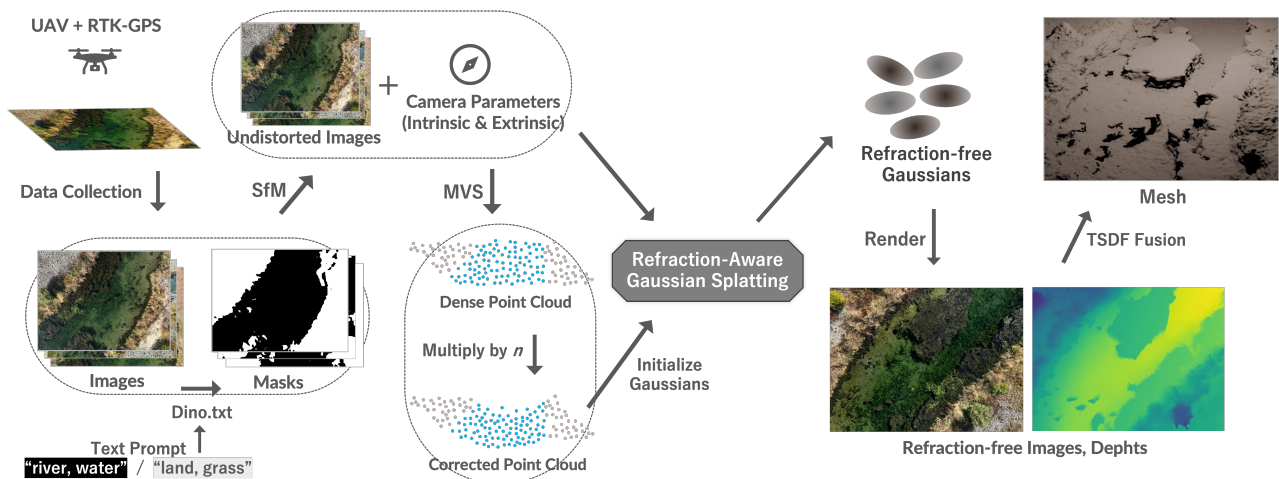 UAV + RTK-GPS
Data Collection
Images
Masks
Dino.txt
Text Prompt
“river, water” / “land, grass”
SfM
Undistorted Images
+
Camera Parameters
(Intrinsic & Extrinsic)
MVS
Dense Point Cloud
Multiply by n
Corrected Point Cloud
Initialize
Gaussians
Refraction-Aware
Gaussian Splatting
Refraction-free
Gaussians
Render
Refraction-free Images, Dephts
TSDF Fusion
Mesh